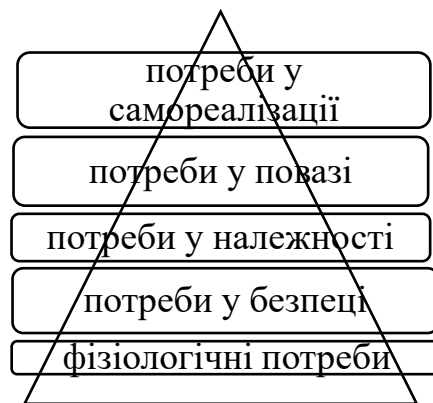 потреби у
самореалізації
потреби у повазі
потреби у належності
потреби у безпеці
фізіологічні потреби